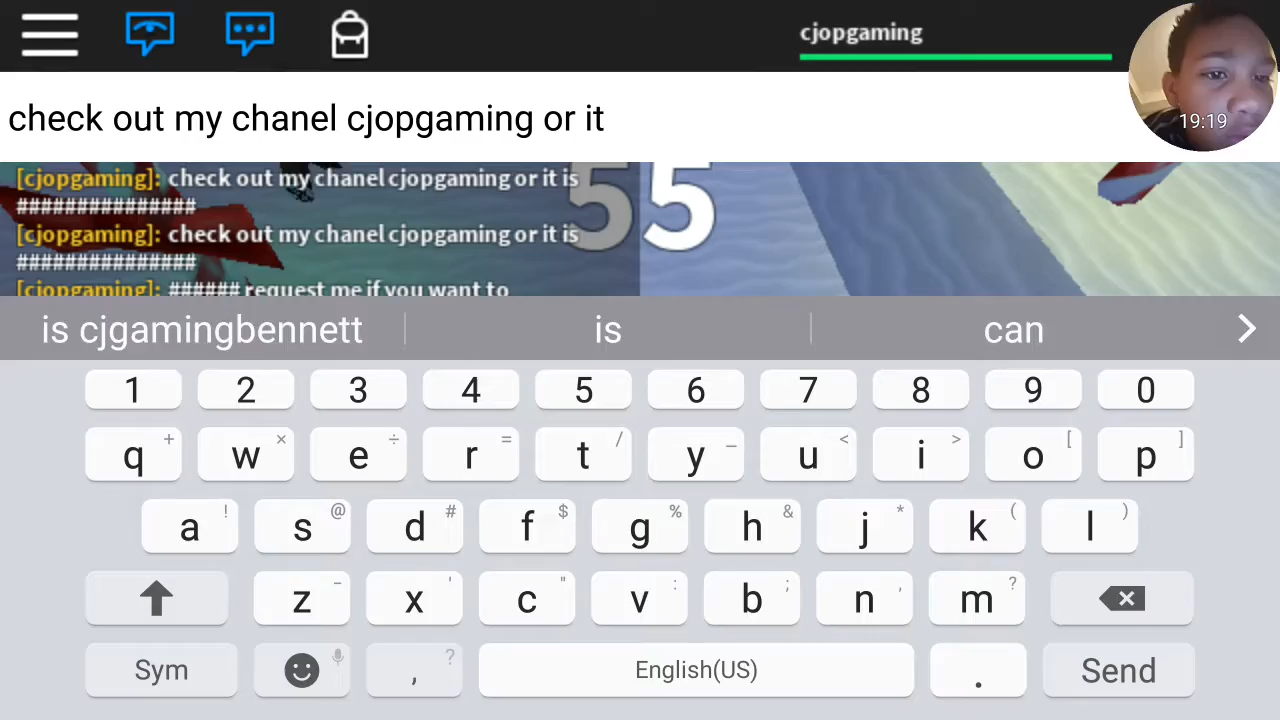 cjopgaming
19:19
check out my chanel cjopgaming or it
[cjopgaming]: check out my chanel cjopgaming or it is
###############
[cjopgaming]: check out my chanel cjopgaming or it is
###############
[cjopgaming]: ###### request me if you want to
55
is cjgamingbennett is can
1 2 3 4 5 6 7 8 9 0
+ × ÷ = / _ < > [ ]
q w e r t y u i o p
! @ # $ % & * ( )
a s d f g h j k l
- ' " : ; , ?
z x c v b n m
Sym , ? English(US) . Send